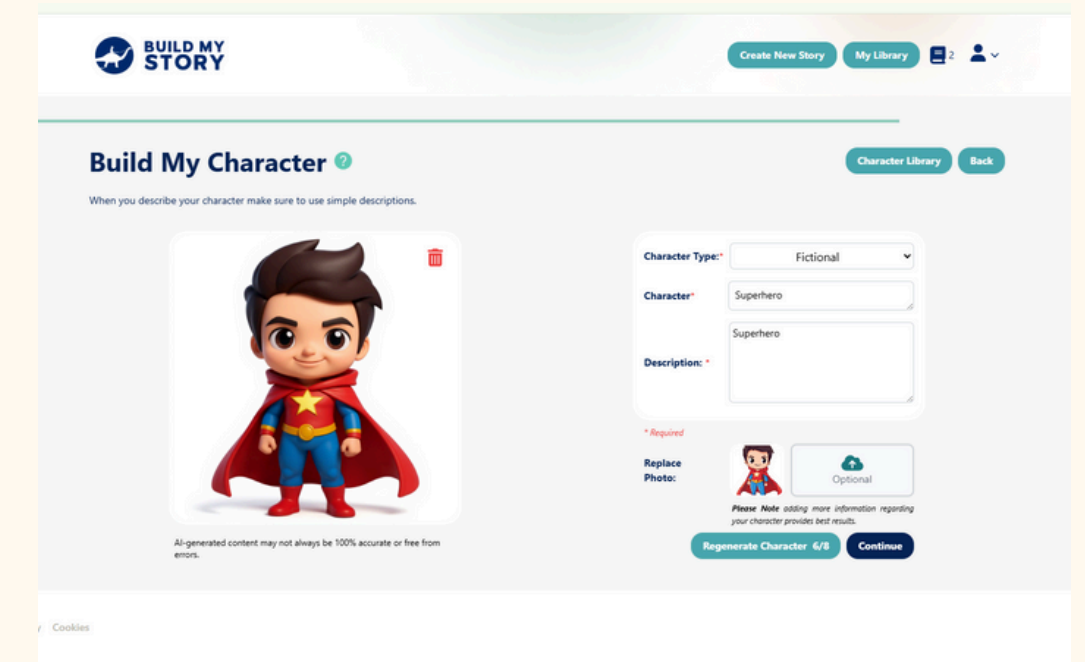 BUILD MY
STORY
Create New Story
My Library
2
Build My Character ?
Character Library
Back
When you describe your character make sure to use simple descriptions.
Character Type:*
Fictional
Character*
Superhero
Description: *
Superhero
* Required
Replace
Photo:
Optional
Please Note adding more information regarding
your character provides best results.
AI-generated content may not always be 100% accurate or free from
errors.
Regenerate Character 6/8
Continue
Cookies